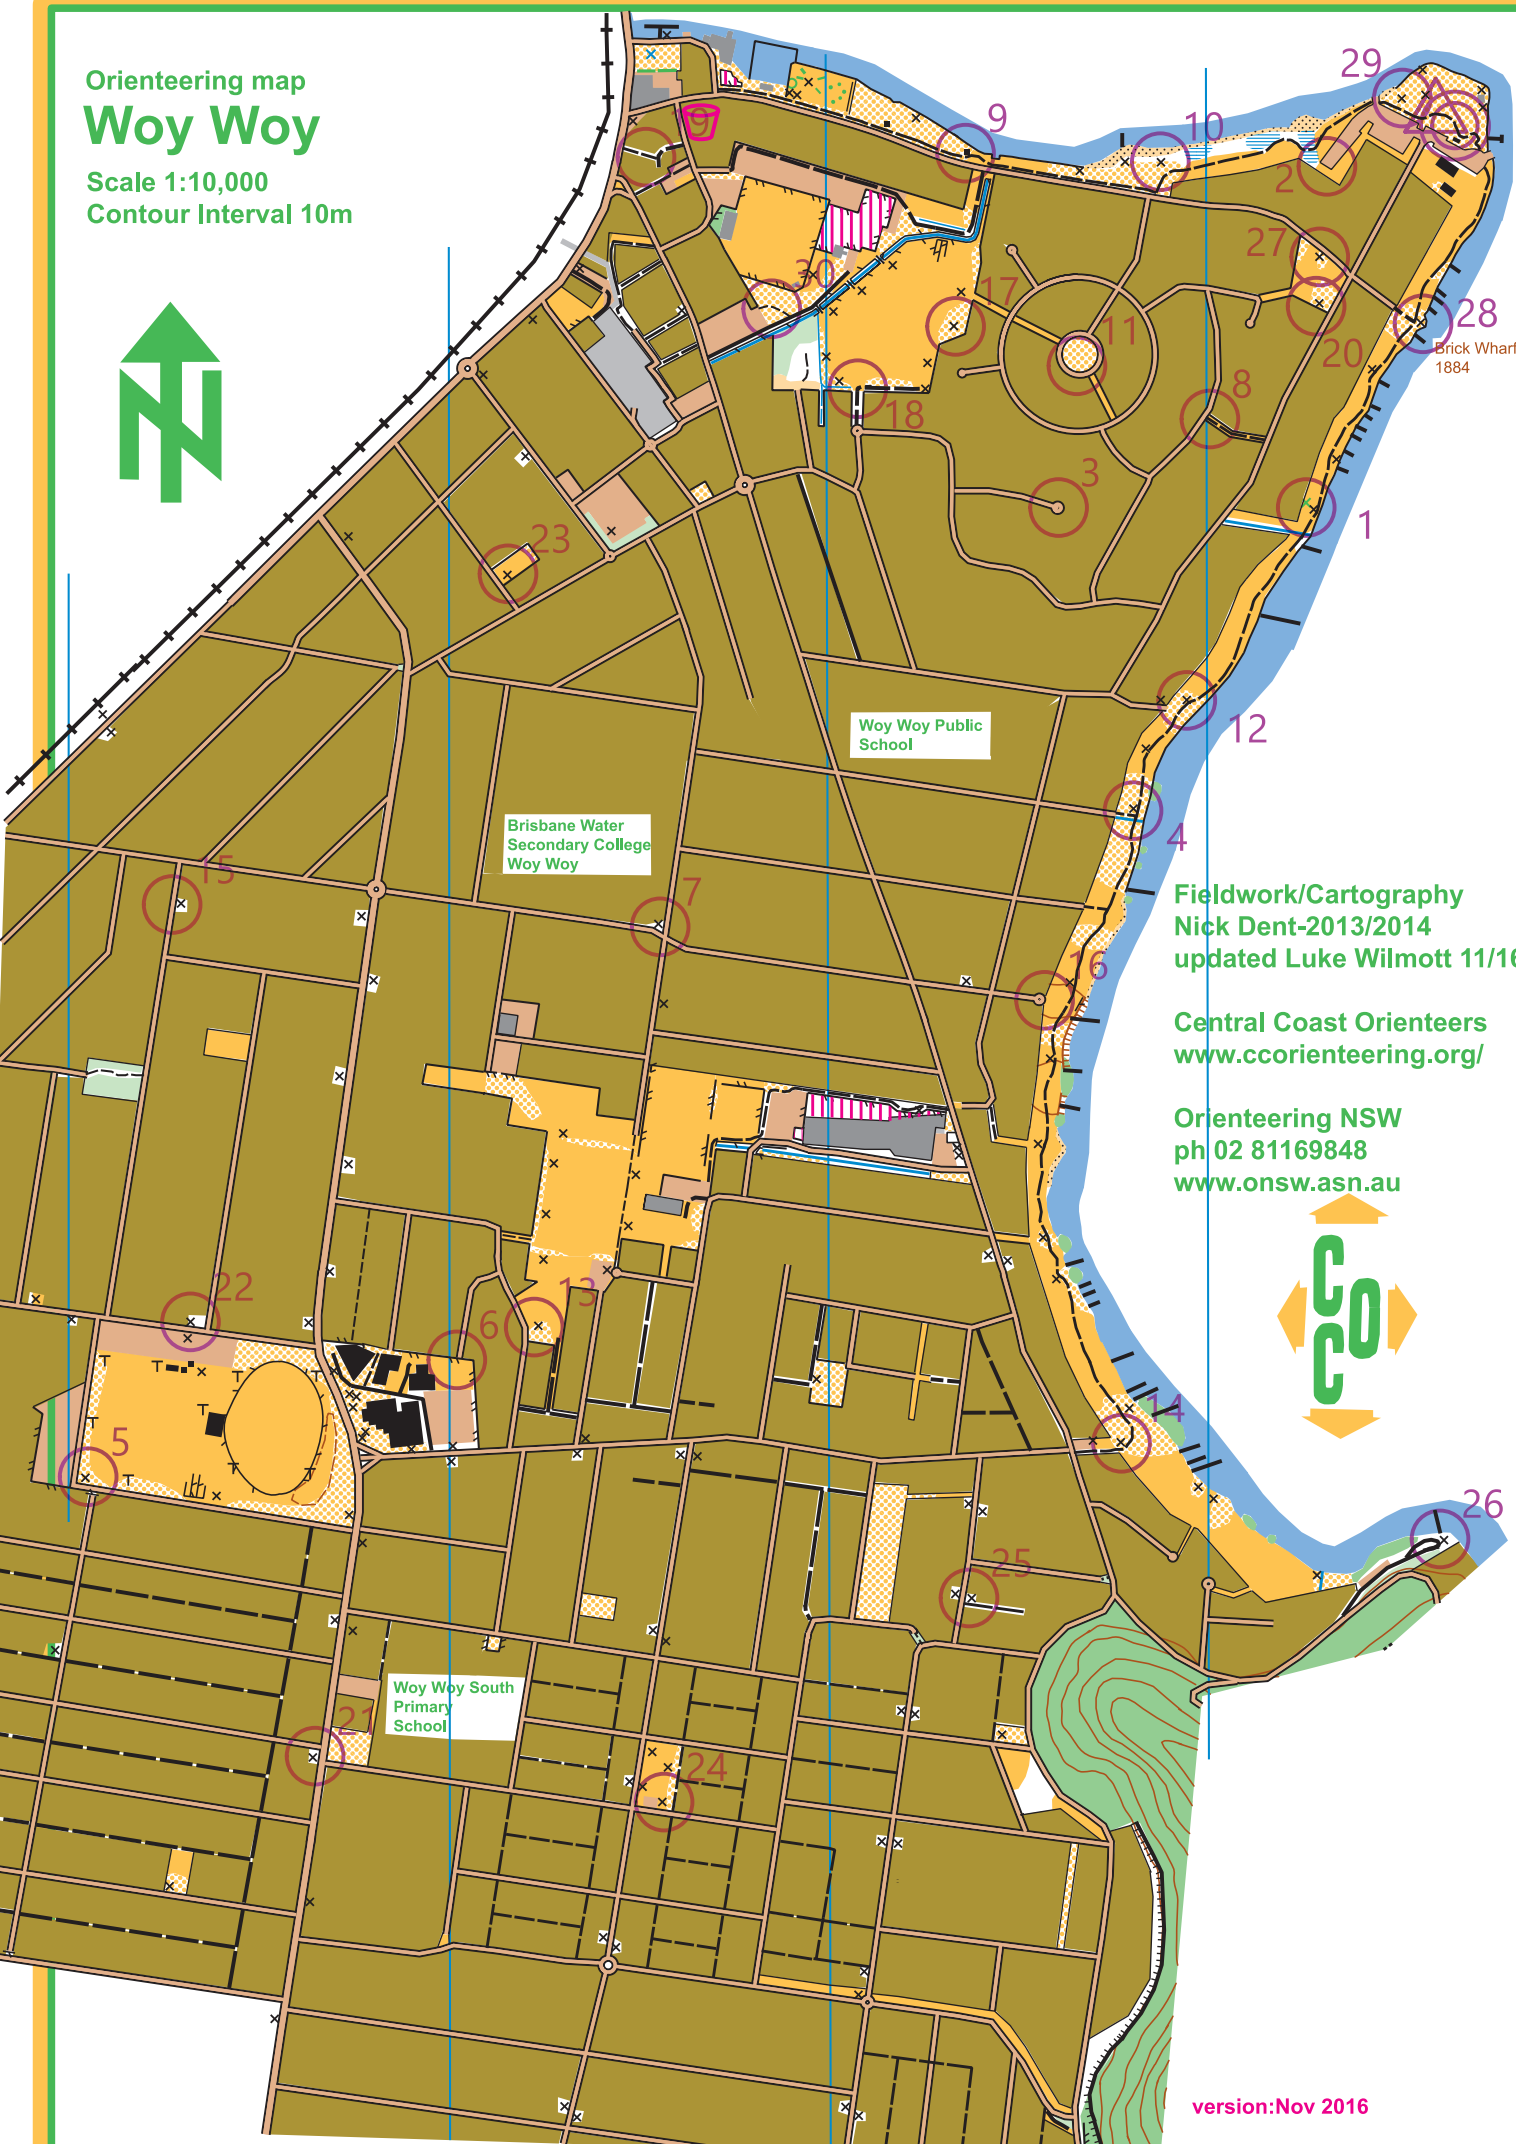 Orienteering map
Woy Woy
Scale 1:10,000
Contour Interval 10m
N
29
9
10
19
2
27
30
17
28
11
Brick Wharf
1884
20
8
18
3
1
23
12
Woy Woy Public
School
4
Brisbane Water
Secondary College
Woy Woy
15
7
Fieldwork/Cartography
Nick Dent-2013/2014
updated Luke Wilmott 11/16
16
Central Coast Orienteers
www.ccorienteering.org/
Orienteering NSW
ph 02 81169848
www.onsw.asn.au
COC
22
13
6
14
5
26
25
Woy Woy South
Primary
School
21
24
version:Nov 2016